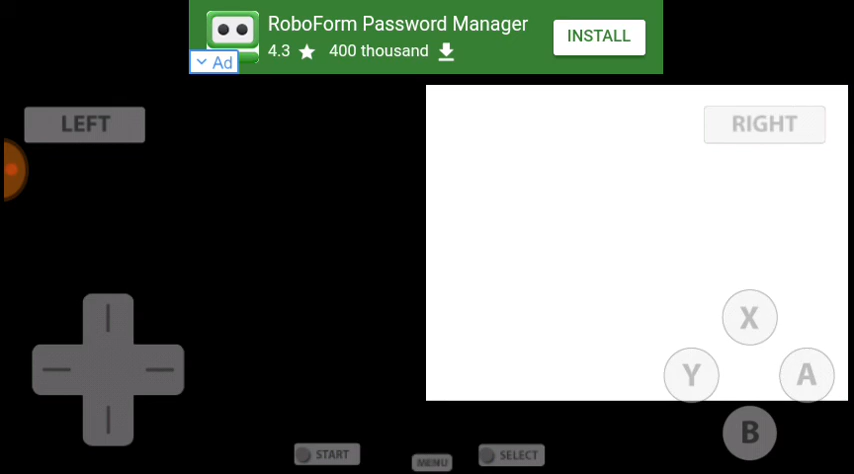 RoboForm Password Manager
4.3 ★ 400 thousand
INSTALL
Ad
LEFT
RIGHT
X
Y
A
B
START
MENU
SELECT